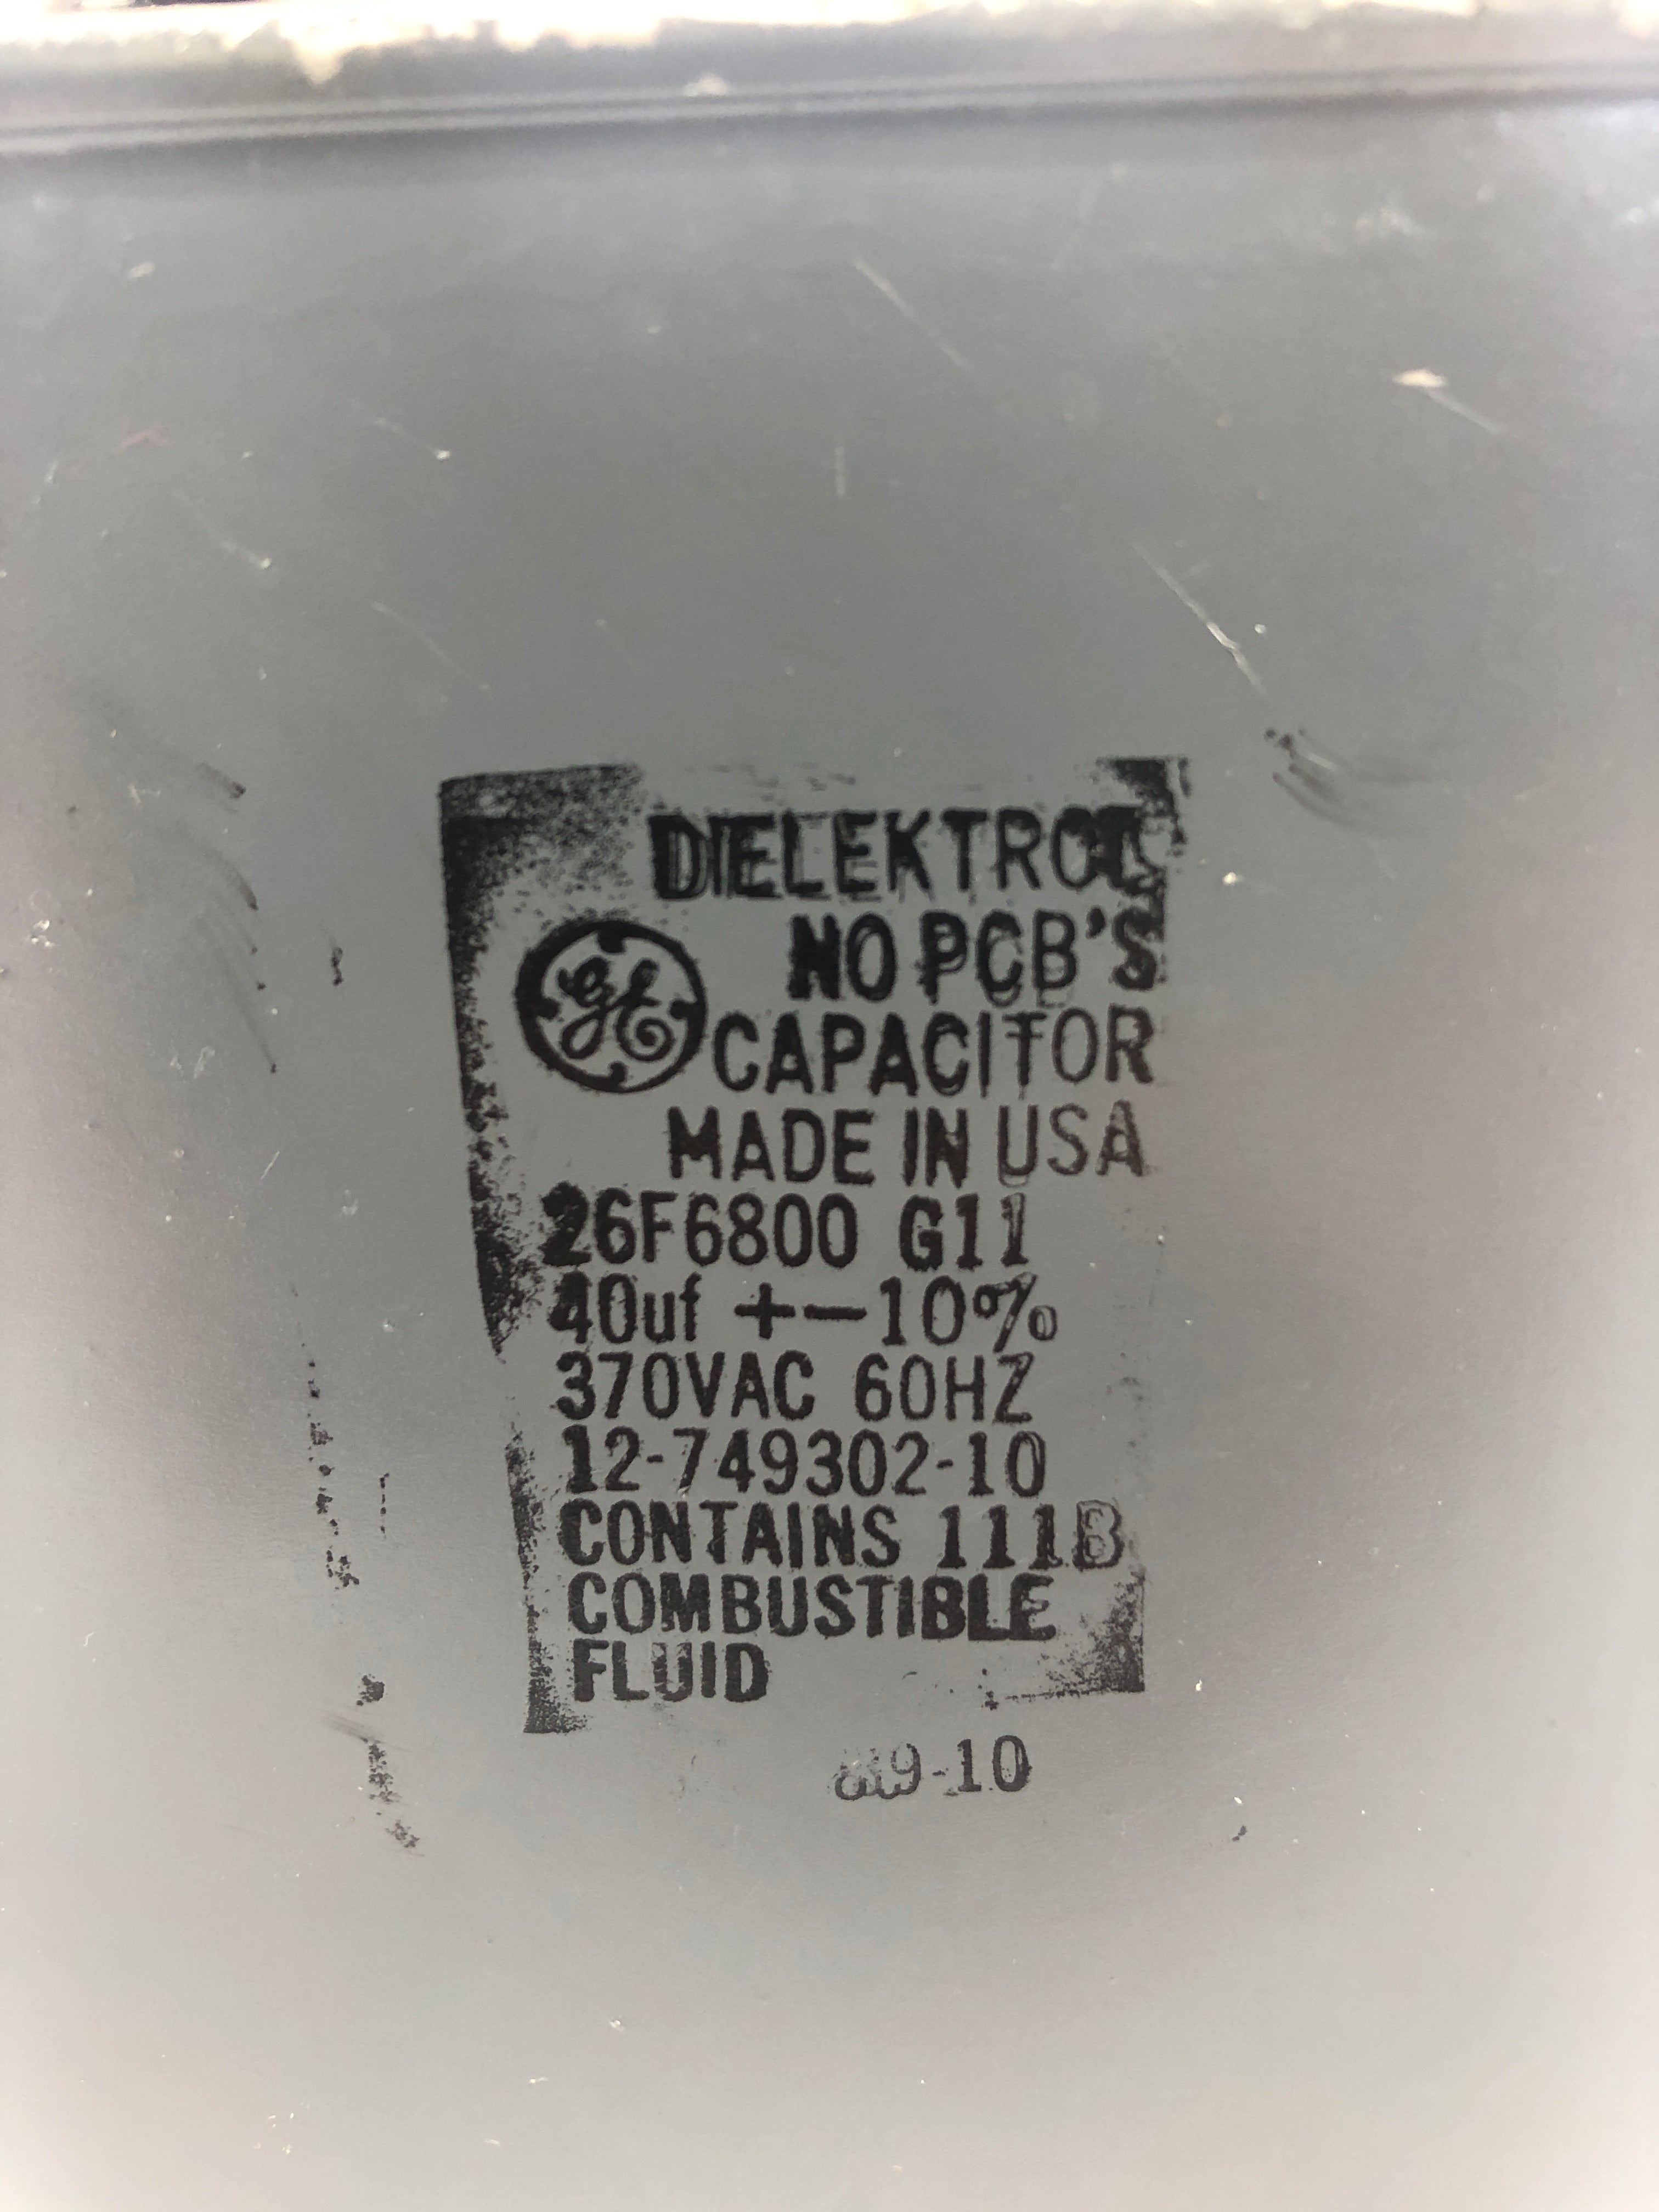 DIELEKTROL
NO PCB'S
GE
CAPACITOR
MADE IN USA
26F6800 G11
40uf +-10%
370VAC 60HZ
12-749302-10
CONTAINS 111B
COMBUSTIBLE
FLUID